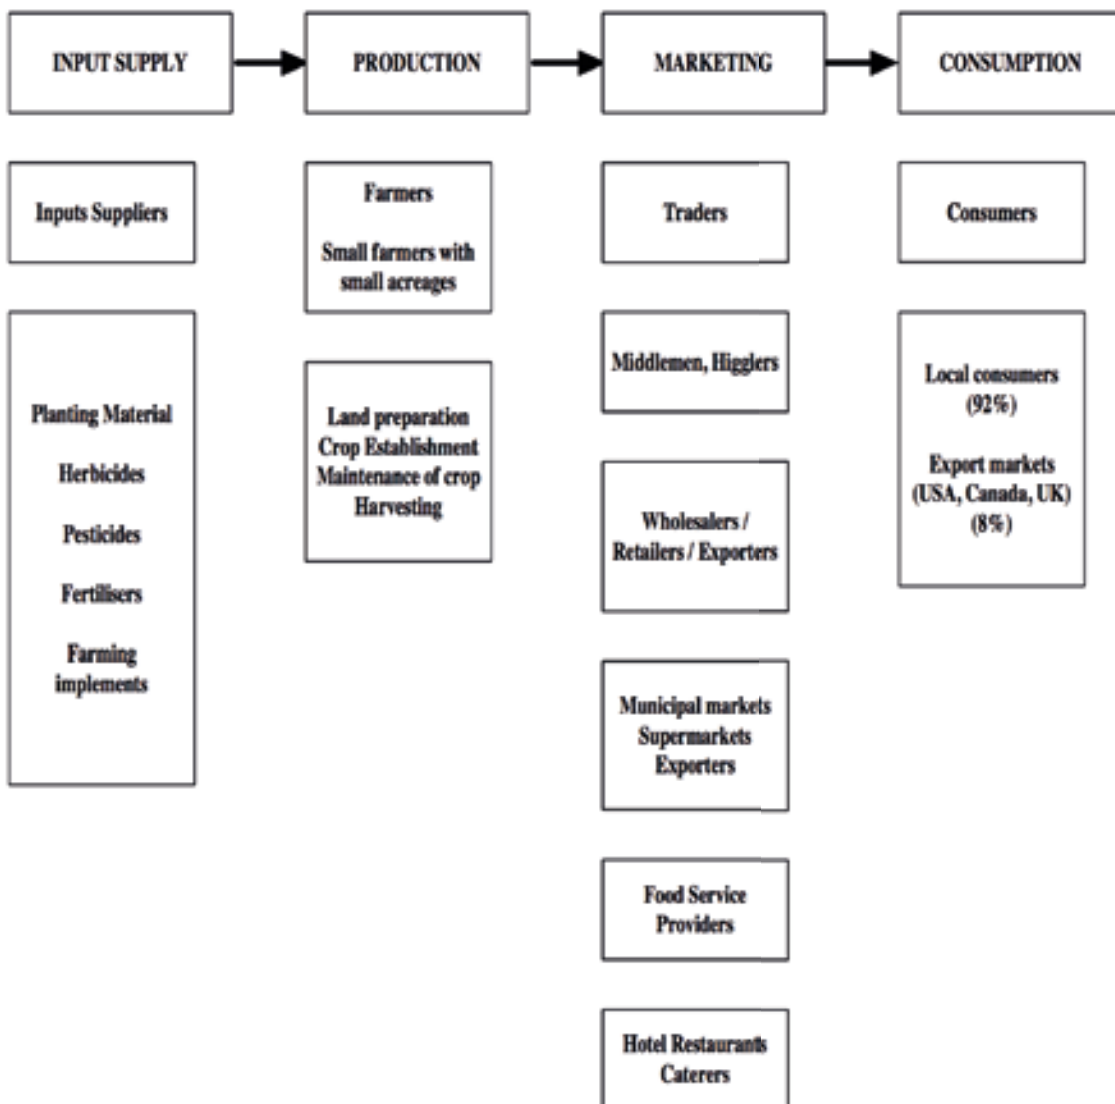 INPUT SUPPLY
PRODUCTION
MARKETING
CONSUMPTION
Inputs Suppliers
Planting Material
Herbicides
Pesticides
Fertilisers
Farming
implements
Farmers
Small farmers with
small acreages
Land preparation
Crop Establishment
Maintenance of crop
Harvesting
Traders
Middlemen, Higglers
Wholesalers /
Retailers / Exporters
Municipal markets
Supermarkets
Exporters
Food Service
Providers
Hotel Restaurants
Caterers
Consumers
Local consumers
(92%)
Export markets
(USA, Canada, UK)
(8%)